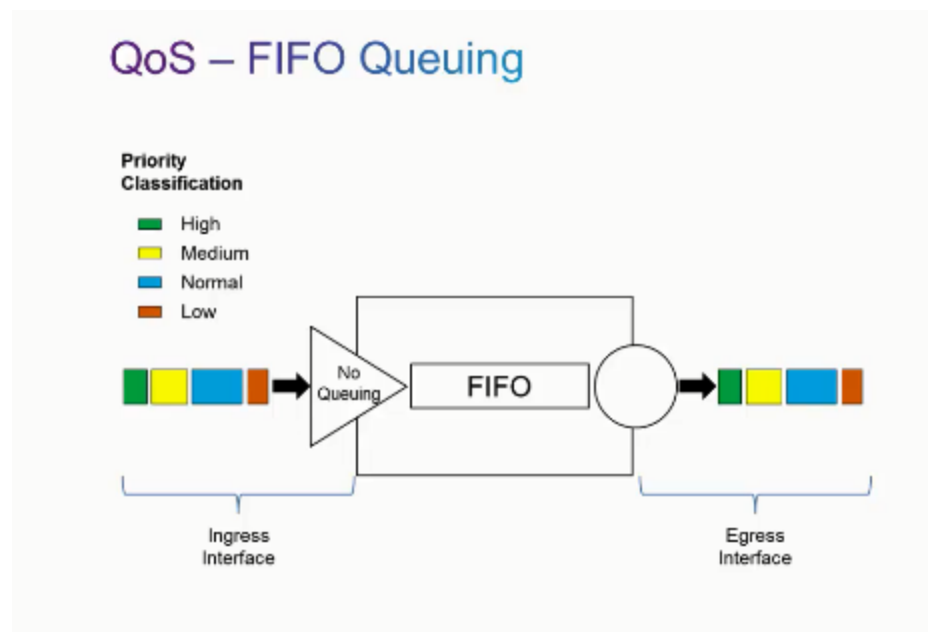 QoS – FIFO Queuing
Priority
Classification
High
Medium
Normal
Low
No
Queuing
FIFO
Ingress
Interface
Egress
Interface